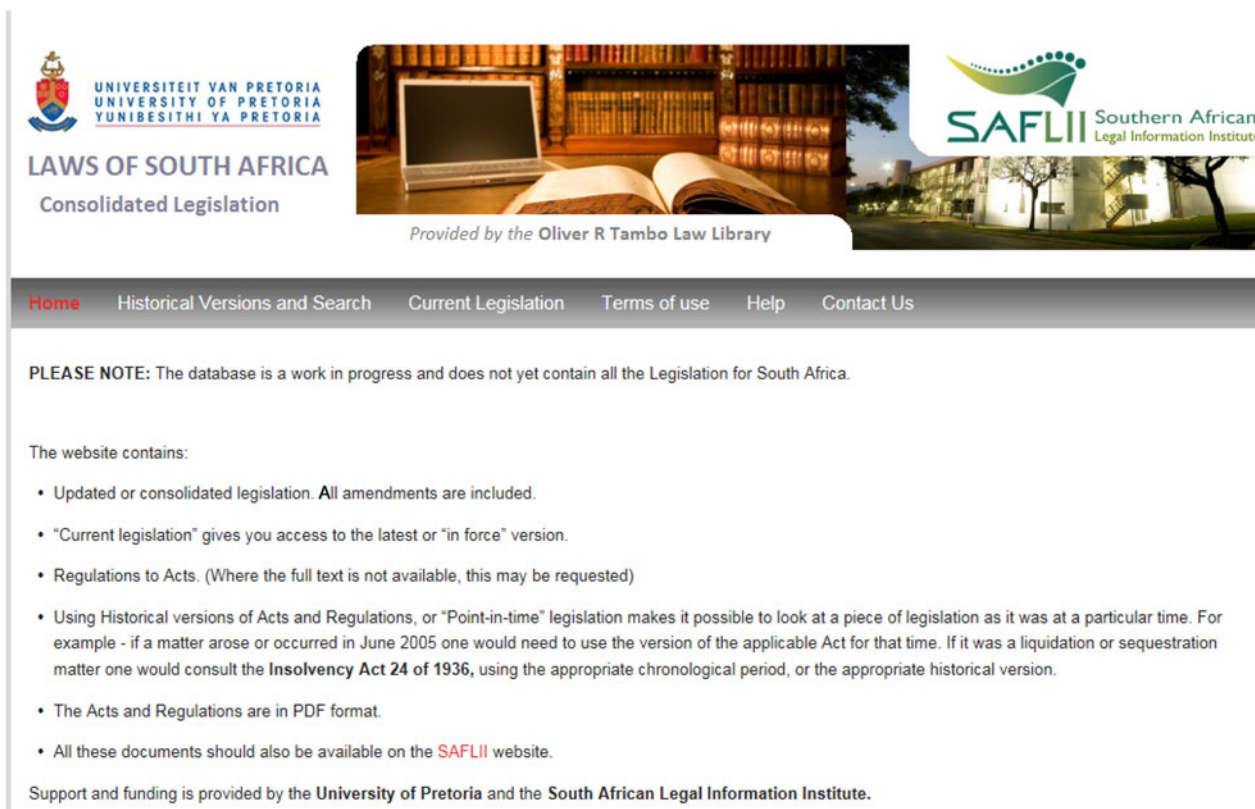 UNIVERSITEIT VAN PRETORIA
UNIVERSITY OF PRETORIA
YUNIBESITHI YA PRETORIA
LAWS OF SOUTH AFRICA
Consolidated Legislation
Provided by the Oliver R Tambo Law Library
SAFLII
Southern African
Legal Information Institute
Home Historical Versions and Search Current Legislation Terms of use Help Contact Us
PLEASE NOTE: The database is a work in progress and does not yet contain all the Legislation for South Africa.
The website contains:
• Updated or consolidated legislation. All amendments are included.
• “Current legislation” gives you access to the latest or “in force” version.
• Regulations to Acts. (Where the full text is not available, this may be requested)
• Using Historical versions of Acts and Regulations, or “Point-in-time” legislation makes it possible to look at a piece of legislation as it was at a particular time. For
example - if a matter arose or occurred in June 2005 one would need to use the version of the applicable Act for that time. If it was a liquidation or sequestration
matter one would consult the Insolvency Act 24 of 1936, using the appropriate chronological period, or the appropriate historical version.
• The Acts and Regulations are in PDF format.
• All these documents should also be available on the SAFLII website.
Support and funding is provided by the University of Pretoria and the South African Legal Information Institute.